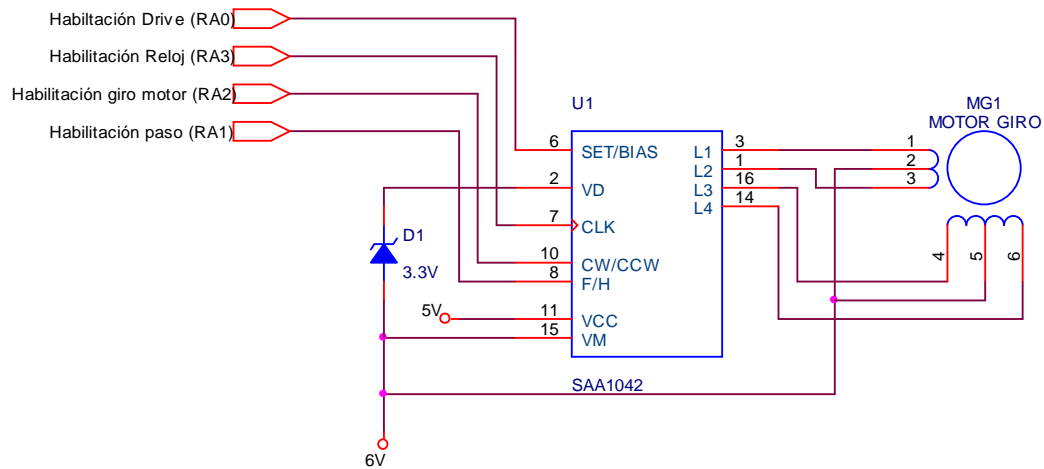 Habiltación Drive (RA0)
Habilitación Reloj (RA3)
Habilitación giro motor (RA2)
Habilitación paso (RA1)
U1
MG1
MOTOR GIRO
6 SET/BIAS
2 VD
7 CLK
10 CW/CCW
8 F/H
5V 11 VCC
15 VM
L1 3
L2 1
L3 16
L4 14
1
2
3
4 5 6
D1
3.3V
SAA1042
6V